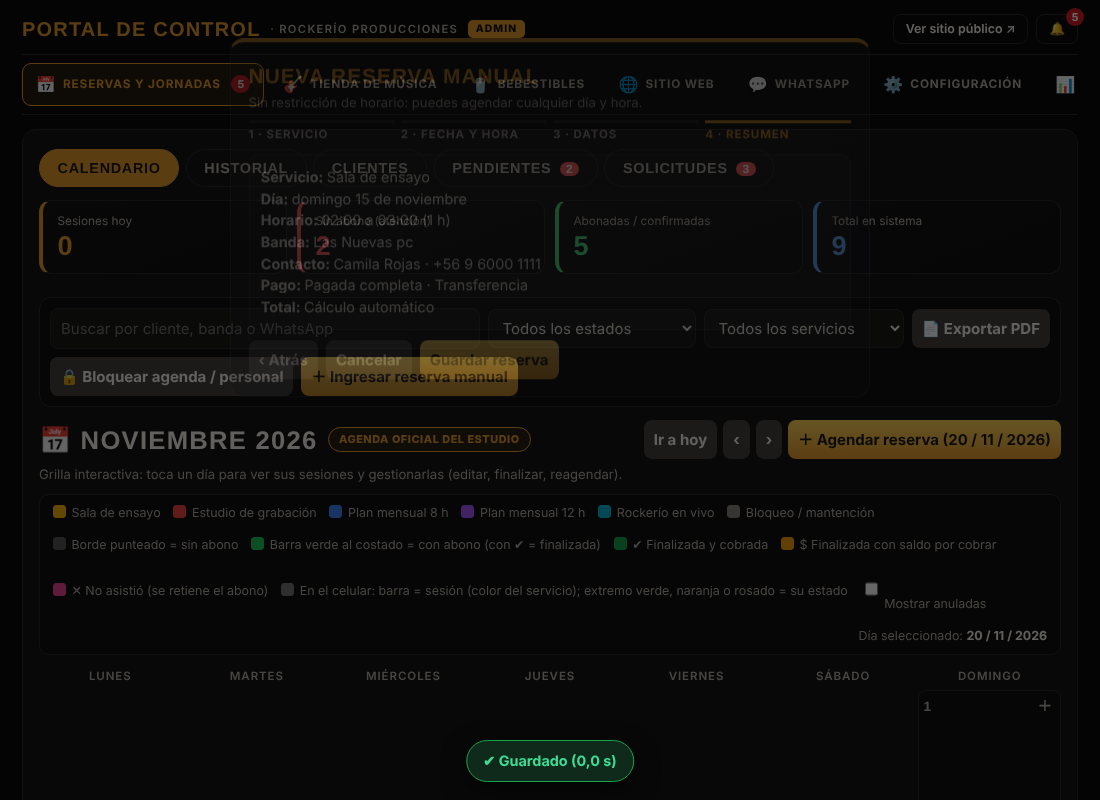 PORTAL DE CONTROL · ROCKERÍO PRODUCCIONES ADMIN
Ver sitio público ↗
🔔 5
📅 RESERVAS Y JORNADAS 5
🎸 TIENDA DE MÚSICA
BEBESTIBLES
🌐 SITIO WEB
💬 WHATSAPP
⚙️ CONFIGURACIÓN
📊
NUEVA RESERVA MANUAL
Sin restricción de horario: puedes agendar cualquier día y hora.
1 · SERVICIO
2 · FECHA Y HORA
3 · DATOS
4 · RESUMEN
Servicio: Sala de ensayo
Día: domingo 15 de noviembre
Horario: 02:00 a 03:00 (1 h)
Banda: Las Nuevas pc
Contacto: Camila Rojas · +56 9 6000 1111
Pago: Pagada completa · Transferencia
Total: Cálculo automático
‹ Atrás
Cancelar
Guardar reserva
CALENDARIO
HISTORIAL
CLIENTES
PENDIENTES 2
SOLICITUDES 3
Sesiones hoy
0
Sin abono (atención)
2
Abonadas / confirmadas
5
Total en sistema
9
Buscar por cliente, banda o WhatsApp
Todos los estados
Todos los servicios
📄 Exportar PDF
🔒 Bloquear agenda / personal
＋ Ingresar reserva manual
📅 NOVIEMBRE 2026 AGENDA OFICIAL DEL ESTUDIO
Ir a hoy
‹
›
＋ Agendar reserva (20 / 11 / 2026)
Grilla interactiva: toca un día para ver sus sesiones y gestionarlas (editar, finalizar, reagendar).
Sala de ensayo Estudio de grabación Plan mensual 8 h Plan mensual 12 h Rockerío en vivo Bloqueo / mantención
Borde punteado = sin abono Barra verde al costado = con abono (con ✔ = finalizada) ✔ Finalizada y cobrada $ Finalizada con saldo por cobrar
✕ No asistió (se retiene el abono) En el celular: barra = sesión (color del servicio); extremo verde, naranja o rosado = su estado
Mostrar anuladas
Día seleccionado: 20 / 11 / 2026
LUNES MARTES MIÉRCOLES JUEVES VIERNES SÁBADO DOMINGO
1 ＋
✔ Guardado (0,0 s)